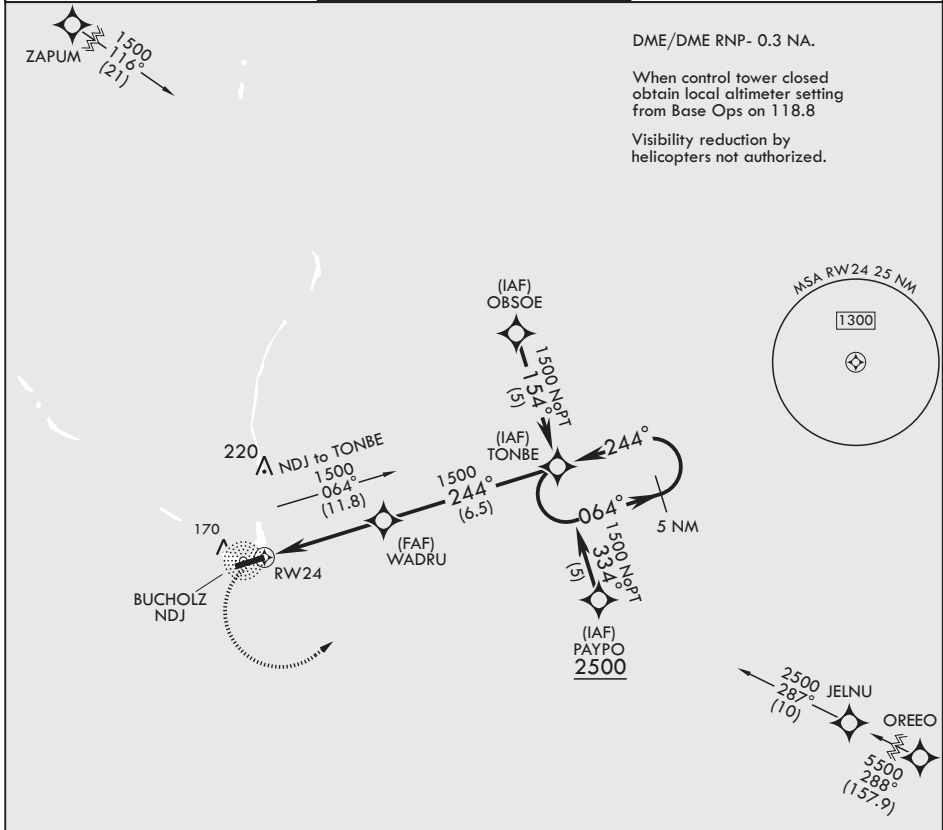 ZAPUM
1500
116°
(21)
DME/DME RNP- 0.3 NA.
When control tower closed
obtain local altimeter setting
from Base Ops on 118.8
Visibility reduction by
helicopters not authorized.
MSA RW24 25 NM
1300
(IAF)
OBSOE
1500 NoPT
154°
(5)
(IAF)
TONBE
244°
064°
5 NM
220
NDJ to TONBE
1500
064°
(11.8)
1500
244°
(6.5)
(FAF)
WADRU
170
RW24
BUCHOLZ
NDJ
1500 NoPT
334°
(5)
(IAF)
PAYPO
2500
2500
287°
(10)
JELNU
OREEO
5500
288°
(157.9)